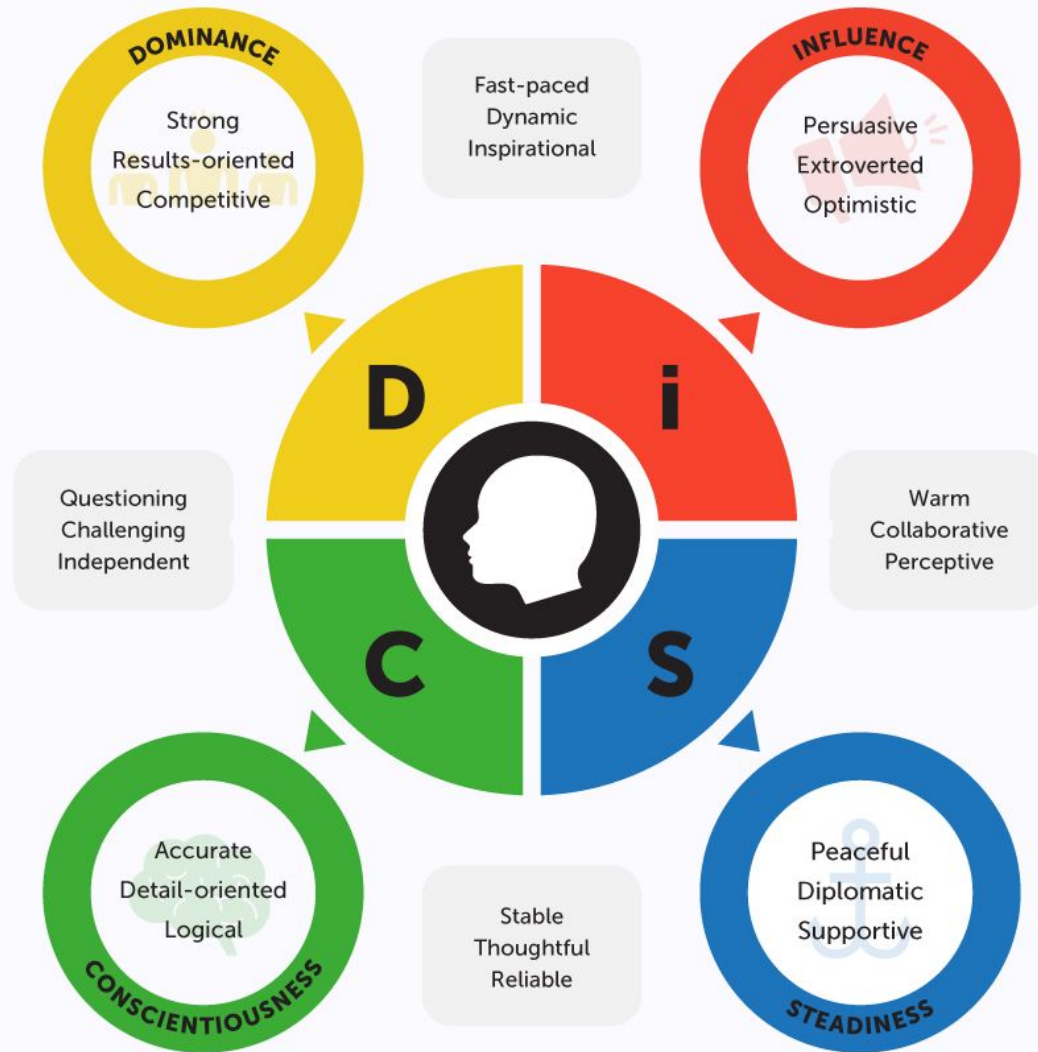 DOMINANCE
Strong
Results-oriented
Competitive
Fast-paced
Dynamic
Inspirational
INFLUENCE
Persuasive
Extroverted
Optimistic
D
i
Questioning
Challenging
Independent
Warm
Collaborative
Perceptive
C
S
Accurate
Detail-oriented
Logical
CONSCIENTIOUSNESS
Stable
Thoughtful
Reliable
Peaceful
Diplomatic
Supportive
STEADINESS